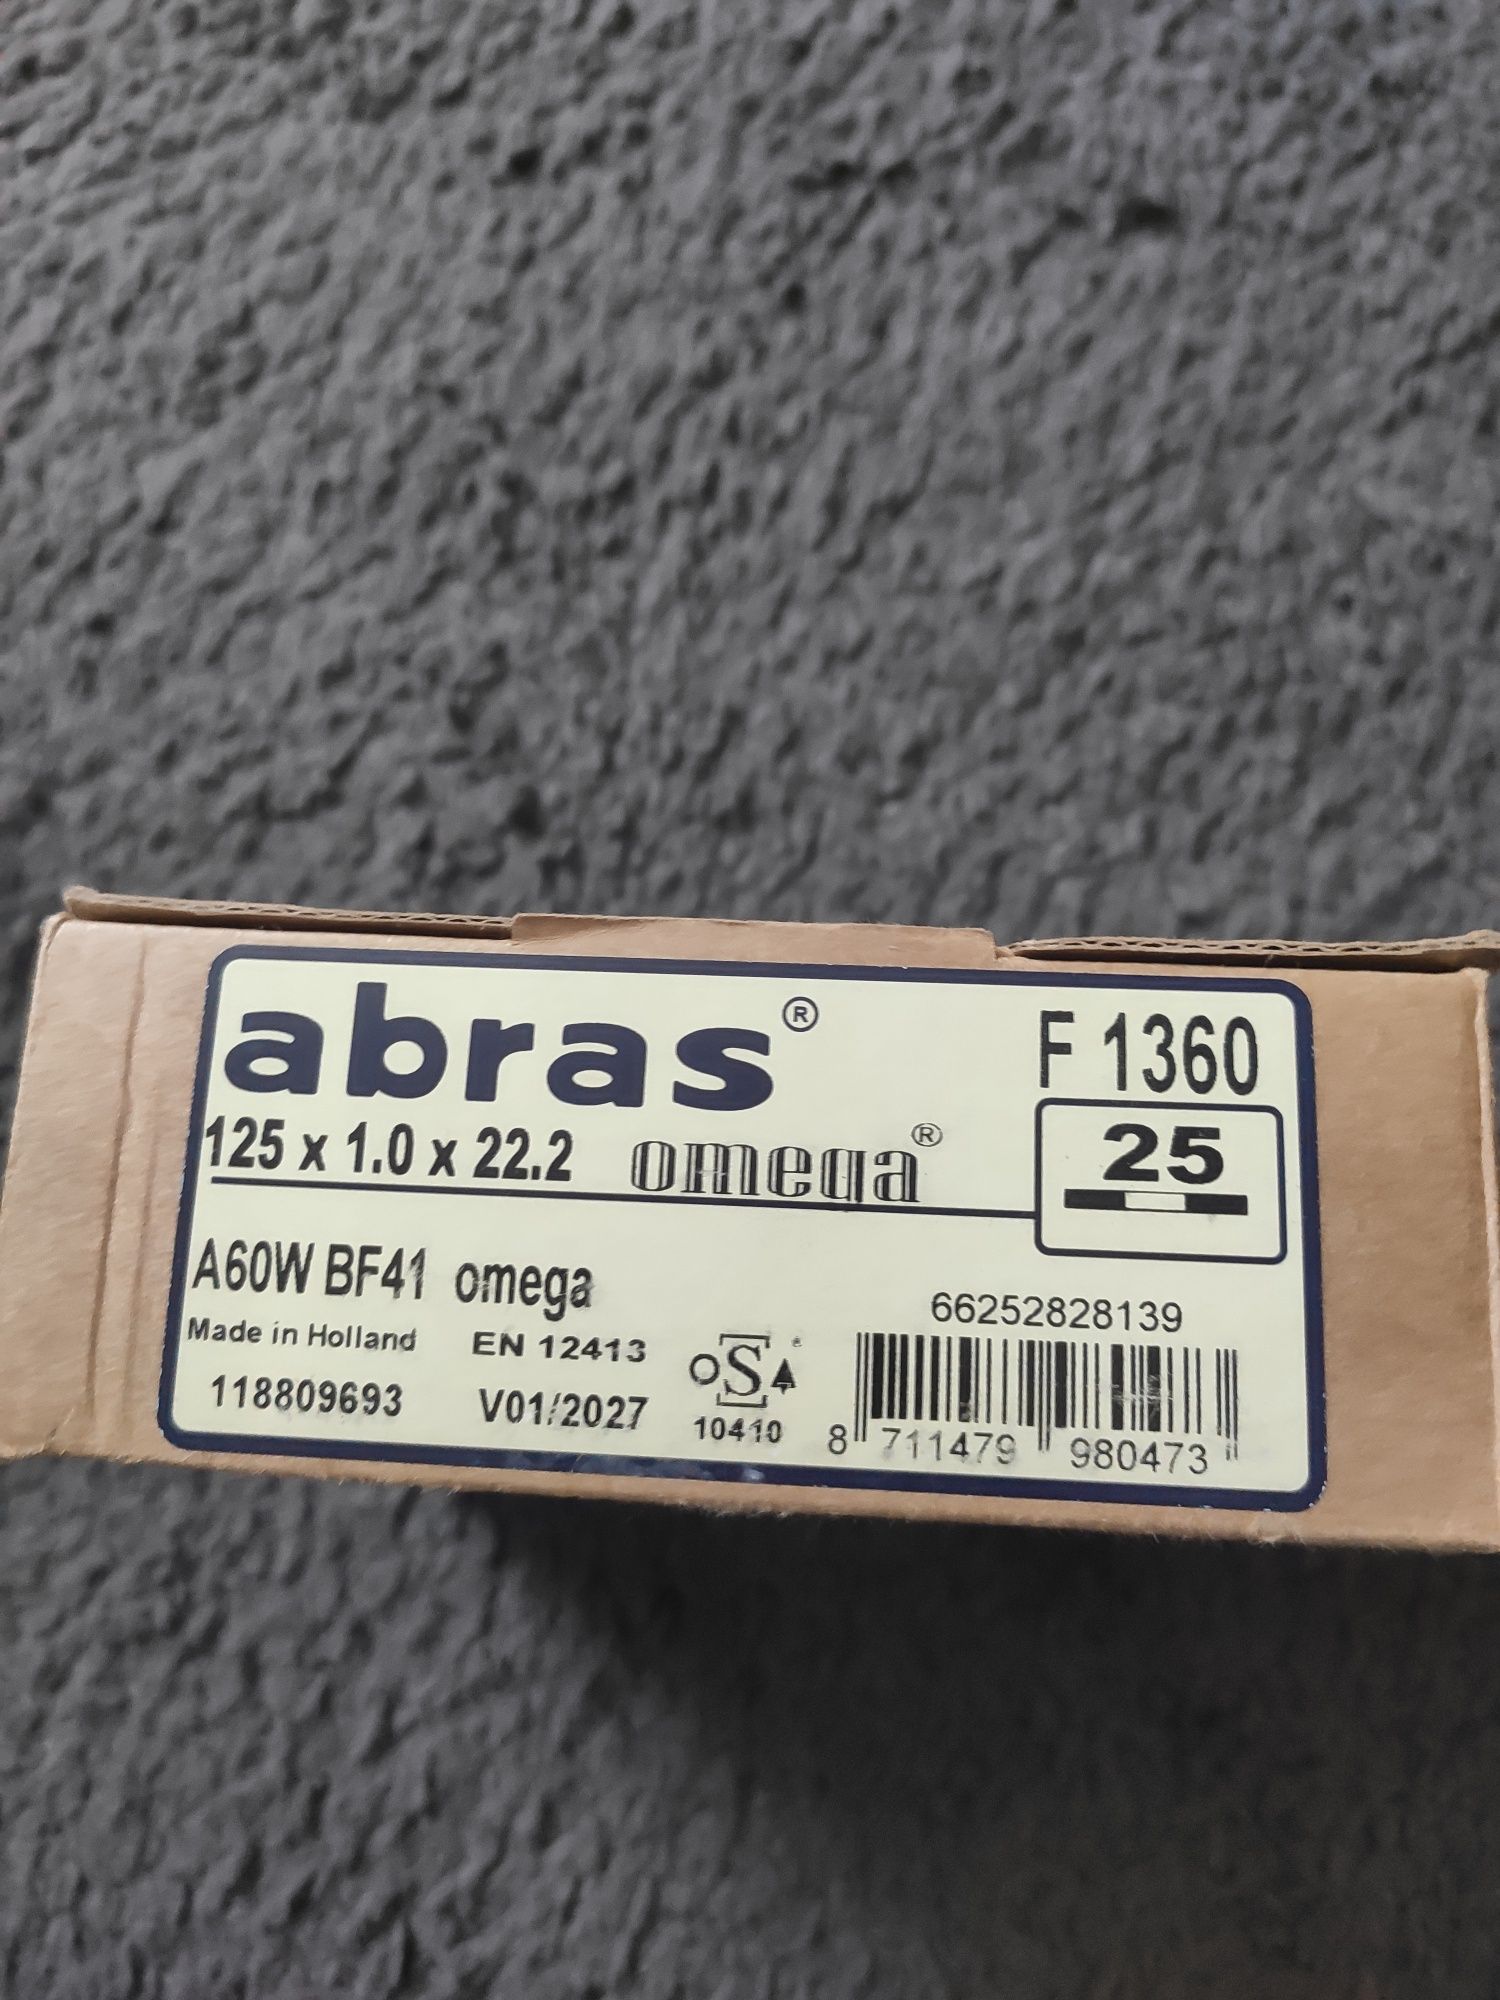 abras® F 1360
125 x 1.0 x 22.2 omega® 25
A60W BF41 omega
66252828139
Made in Holland EN 12413
118809693 V01/2027
oSa
10410
8 711479 980473